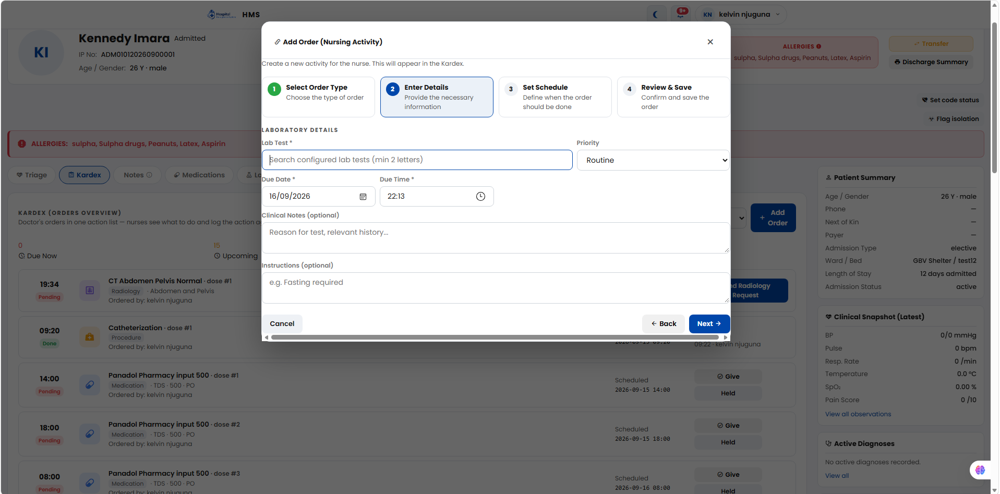 Hospital
HMS
9+
KN kelvin njuguna
KI
Kennedy Imara Admitted
IP No: ADM010120260900001
Age / Gender: 26 Y · male
ALLERGIES
sulpha, Sulpha drugs, Peanuts, Latex, Aspirin
Transfer
Discharge Summary
Set code status
Flag isolation
ALLERGIES: sulpha, Sulpha drugs, Peanuts, Latex, Aspirin
Triage
Kardex
Notes
Medications
La
KARDEX (ORDERS OVERVIEW)
Doctor's orders in one action list — nurses see what to do and log the action ag
+ Add Order
0
Due Now
15
Upcoming
19:34
Pending
CT Abdomen Pelvis Normal · dose #1
Radiology · Abdomen and Pelvis
Ordered by: kelvin njuguna
nd Radiology
Request
09:20
Done
Catheterization · dose #1
Procedure
Ordered by: kelvin njuguna
2026-09-15 09:20
09:22 · kelvin njuguna
14:00
Pending
Panadol Pharmacy input 500 · dose #1
Medication · TDS · 500 · PO
Ordered by: kelvin njuguna
Scheduled
2026-09-15 14:00
Give
Held
18:00
Pending
Panadol Pharmacy input 500 · dose #2
Medication · TDS · 500 · PO
Ordered by: kelvin njuguna
Scheduled
2026-09-15 18:00
Give
Held
08:00
Pending
Panadol Pharmacy input 500 · dose #3
Medication · TDS · 500 · PO
Ordered by: kelvin njuguna
Scheduled
2026-09-16 08:00
Give
Held
Add Order (Nursing Activity)
Create a new activity for the nurse. This will appear in the Kardex.
1 Select Order Type
Choose the type of order
2 Enter Details
Provide the necessary
information
3 Set Schedule
Define when the order
should be done
4 Review & Save
Confirm and save the
order
LABORATORY DETAILS
Lab Test *
Search configured lab tests (min 2 letters)
Priority
Routine
Due Date *
16/09/2026
Due Time *
22:13
Clinical Notes (optional)
Reason for test, relevant history...
Instructions (optional)
e.g. Fasting required
Cancel
← Back
Next →
Patient Summary
Age / Gender 26 Y · male
Phone —
Next of Kin —
Payer —
Admission Type elective
Ward / Bed GBV Shelter / test12
Length of Stay 12 days admitted
Admission Status active
Clinical Snapshot (Latest)
BP 0/0 mmHg
Pulse 0 bpm
Resp. Rate 0 /min
Temperature 0.0 °C
SpO₂ 0.00 %
Pain Score 0 /10
View all observations
Active Diagnoses
No active diagnoses recorded.
View all